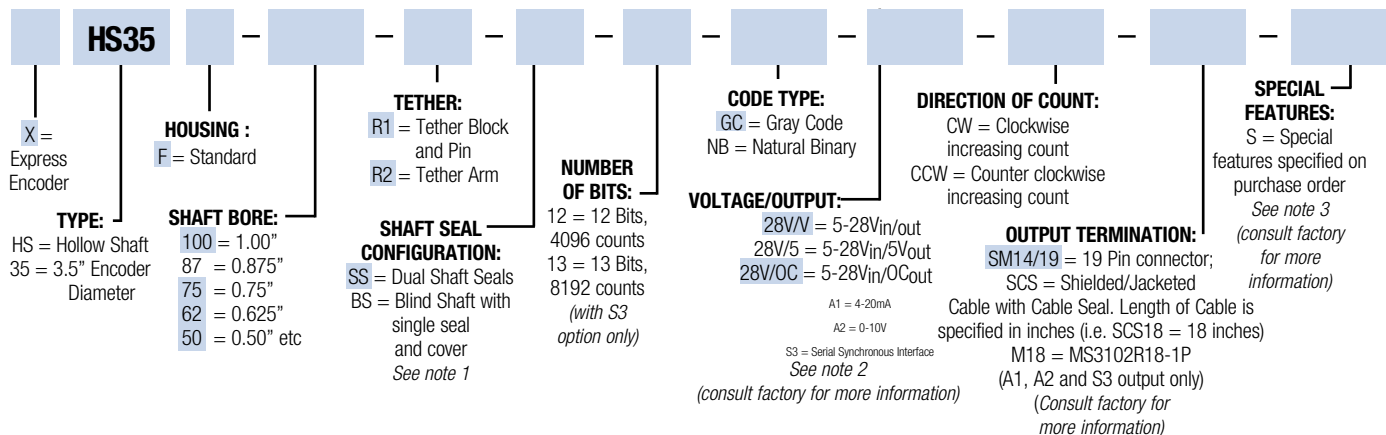 HS35 – – – – – – – – –
X =
Express
Encoder
TYPE:
HS = Hollow Shaft
35 = 3.5” Encoder
Diameter
HOUSING :
F = Standard
SHAFT BORE:
100 = 1.00”
87 = 0.875”
75 = 0.75”
62 = 0.625”
50 = 0.50” etc
TETHER:
R1 = Tether Block
and Pin
R2 = Tether Arm
SHAFT SEAL
CONFIGURATION:
SS = Dual Shaft Seals
BS = Blind Shaft with
single seal
and cover
See note 1
NUMBER
OF BITS:
12 = 12 Bits,
4096 counts
13 = 13 Bits,
8192 counts
(with S3
option only)
CODE TYPE:
GC = Gray Code
NB = Natural Binary
VOLTAGE/OUTPUT:
28V/V = 5-28Vin/out
28V/5 = 5-28Vin/5Vout
28V/OC = 5-28Vin/OCout
A1 = 4-20mA
A2 = 0-10V
S3 = Serial Synchronous Interface
See note 2
(consult factory for more information)
DIRECTION OF COUNT:
CW = Clockwise
increasing count
CCW = Counter clockwise
increasing count
OUTPUT TERMINATION:
SM14/19 = 19 Pin connector;
SCS = Shielded/Jacketed
Cable with Cable Seal. Length of Cable is
specified in inches (i.e. SCS18 = 18 inches)
M18 = MS3102R18-1P
(A1, A2 and S3 output only)
(Consult factory for
more information)
SPECIAL
FEATURES:
S = Special
features specified on
purchase order
See note 3
(consult factory
for more
information)